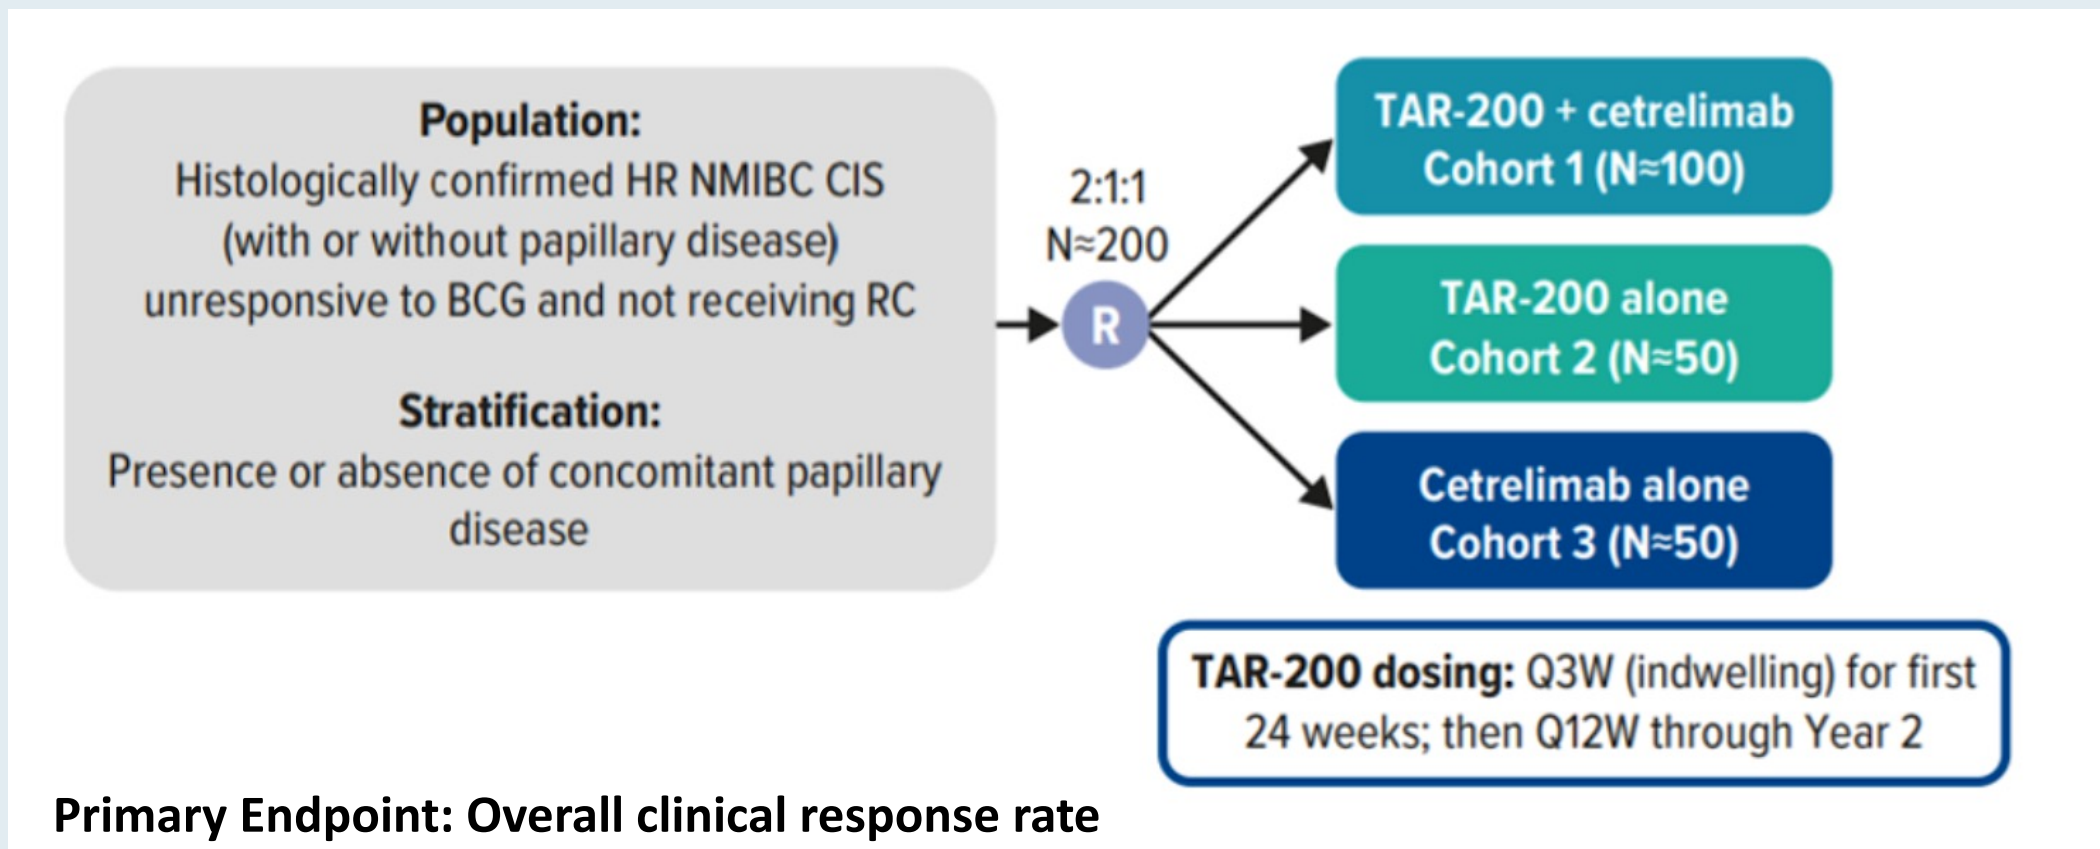 Population:
Histologically confirmed HR NMIBC CIS
(with or without papillary disease)
unresponsive to BCG and not receiving RC
Stratification:
Presence or absence of concomitant papillary
disease
2:1:1
N≈200
R
TAR-200 + cetrelimab
Cohort 1 (N≈100)
TAR-200 alone
Cohort 2 (N≈50)
Cetrelimab alone
Cohort 3 (N≈50)
TAR-200 dosing: Q3W (indwelling) for first
24 weeks; then Q12W through Year 2
Primary Endpoint: Overall clinical response rate